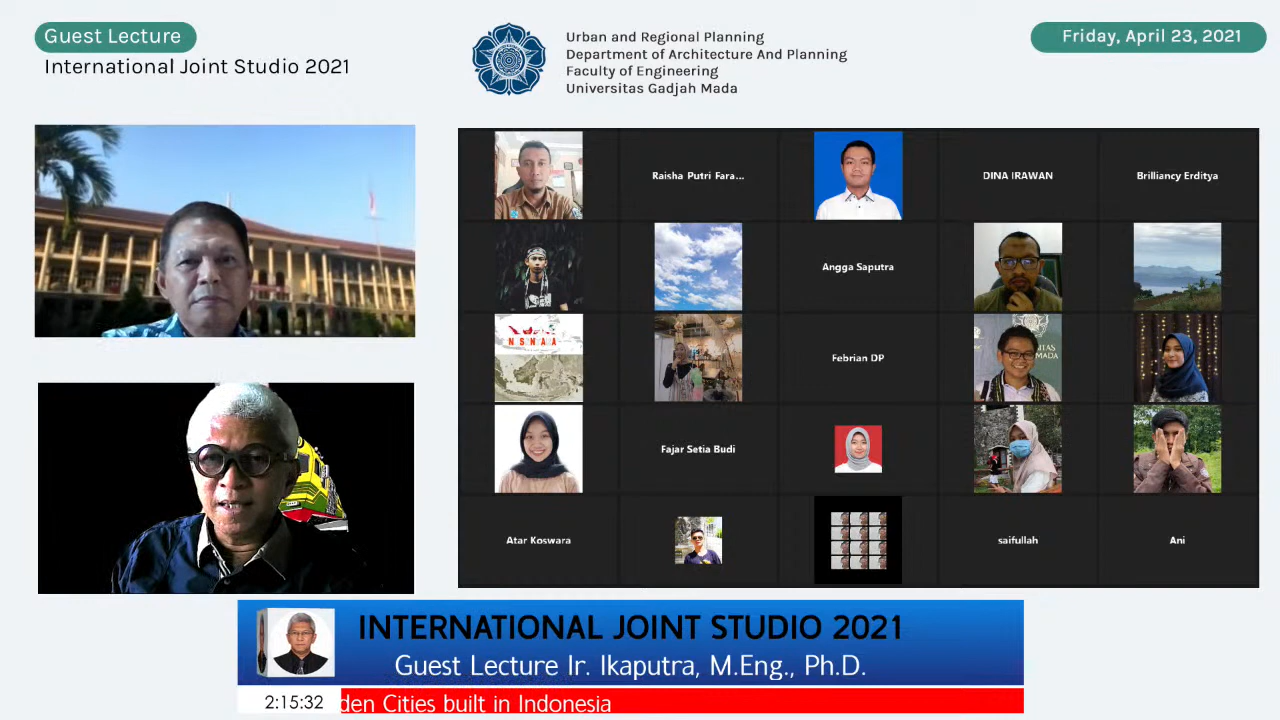 Guest Lecture
International Joint Studio 2021
Urban and Regional Planning
Department of Architecture And Planning
Faculty of Engineering
Universitas Gadjah Mada
Friday, April 23, 2021
Raisha Putri Fara...
DINA IRAWAN
Brilliancy Erditya
Angga Saputra
Febrian DP
ITAS
MADA
Fajar Setia Budi
Atar Koswara
saifullah
Ani
INTERNATIONAL JOINT STUDIO 2021
Guest Lecture Ir. Ikaputra, M.Eng., Ph.D.
2:15:32
den Cities built in Indonesia